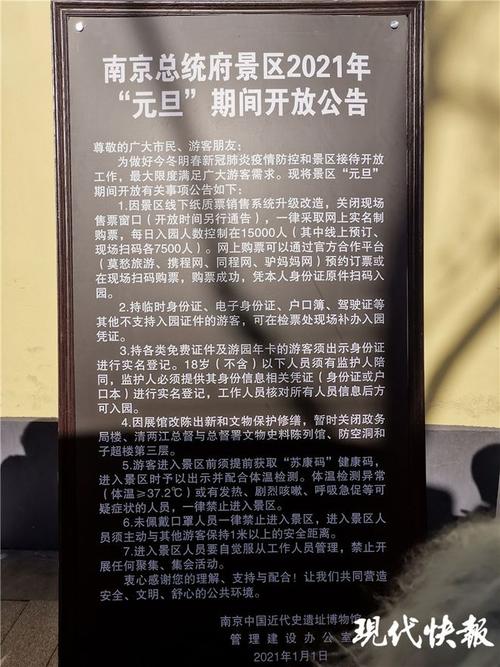 南京总统府景区2021年
“元旦”期间开放公告
尊敬的广大市民、游客朋友：
为做好今冬明春新冠肺炎疫情防控和景区接待开放
工作，最大限度满足广大游客需求。现将景区“元旦”
期间开放有关事项公告如下：
1.因景区线下纸质票销售系统升级改造，关闭现场
售票窗口（开放时间另行通告），一律采取网上实名制
购票，每日入园人数控制在15000人（其中线上预订、
现场扫码各7500人）。网上购票可以通过官方合作平台
（莫愁旅游、携程网、同程网、驴妈妈网）预约订票或
在现场扫码购票，购票成功，凭本人身份证原件扫码入
园。
2.持临时身份证、电子身份证、户口簿、驾驶证等
其他不支持入园证件的游客，可在检票处现场补办入园
凭证。
3.持各类免费证件及游园年卡的游客须出示身份证
进行实名登记。18岁（不含）以下人员须有监护人陪
同，监护人必须提供其身份信息相关凭证（身份证或户
口本）进行实名登记，工作人员核对所有人员信息后方
可入园。
4.因展馆改陈出新和文物保护修缮，暂时关闭政务
局楼、清两江总督与总督署文物史料陈列馆、防空洞和
子超楼第三层。
5.游客进入景区前须提前获取“苏康码”健康码，
进入景区时予以出示并配合体温检测。体温检测异常
（体温≥37.2℃）或有发热、剧烈咳嗽、呼吸急促等可
疑症状的人员，一律禁止进入景区。
6.未佩戴口罩人员一律禁止进入景区，进入景区人
员须主动与其他游客保持1米以上的安全距离。
7.进入景区人员要自觉服从工作人员管理，禁止开
展任何聚集、集会活动。
衷心感谢您的理解、支持与配合！让我们共同营造
安全、文明、舒心的公共环境。
南京中国近代史遗址博物馆
管理建设办公室
2021年1月1日
现代快报